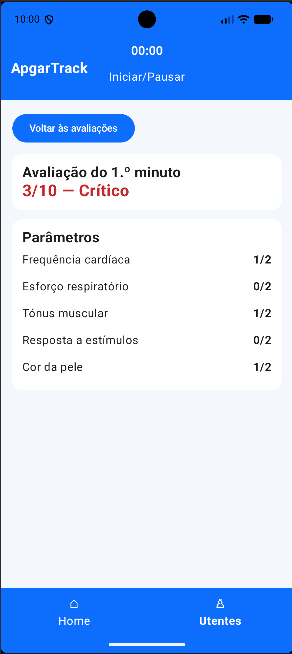 10:00
00:00
ApgarTrack
Iniciar/Pausar
Voltar às avaliações
Avaliação do 1.º minuto
3/10 — Crítico
Parâmetros
Frequência cardíaca 1/2
Esforço respiratório 0/2
Tónus muscular 1/2
Resposta a estímulos 0/2
Cor da pele 1/2
Home Utentes